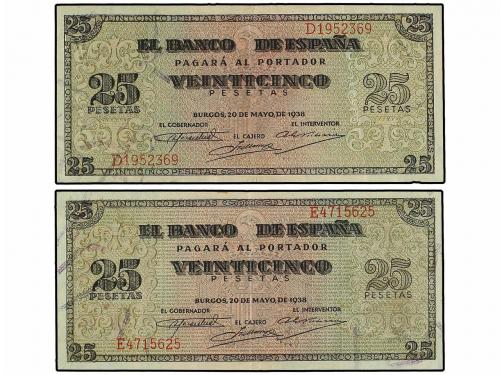 25 25
D1952369
EL BANCO DE ESPAÑA
PAGARÁ AL PORTADOR
25 VEINTICINCO 25
PESETAS PESETAS PESETAS
BURGOS, 20 DE MAYO, DE 1938
EL GOBERNADOR EL INTERVENTOR
EL CAJERO
D1952369
25 25
25 25
E4715625
EL BANCO DE ESPAÑA
PAGARÁ AL PORTADOR
25 VEINTICINCO 25
PESETAS PESETAS PESETAS
BURGOS, 20 DE MAYO, DE 1938
EL GOBERNADOR EL INTERVENTOR
EL CAJERO
E4715625
25 25